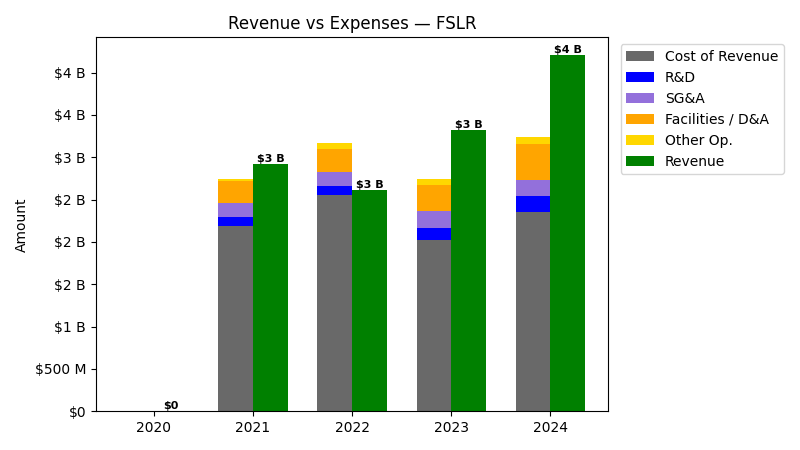 Revenue vs Expenses — FSLR
Amount
$4 B
$4 B
$3 B
$2 B
$2 B
$2 B
$1 B
$500 M
$0
$0
$3 B
$3 B
$3 B
$4 B
2020
2021
2022
2023
2024
Cost of Revenue
R&D
SG&A
Facilities / D&A
Other Op.
Revenue